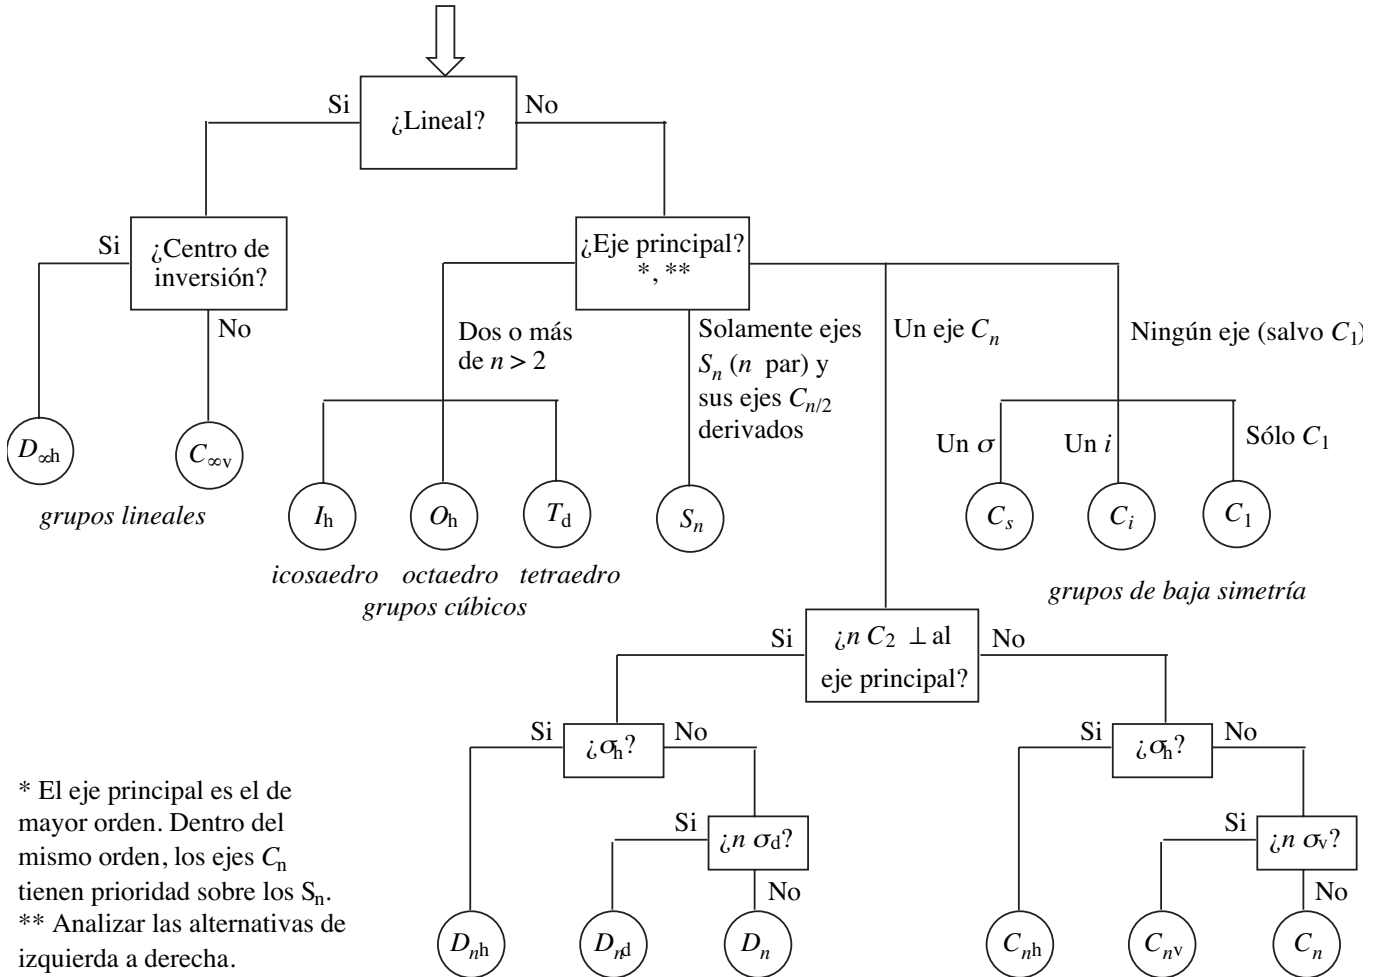 ¿Lineal?
Si
No
¿Centro de
inversión?
Si
No
D∞h
C∞v
grupos lineales
¿Eje principal?
*, **
Dos o más
de n > 2
Solamente ejes
Sn (n par) y
sus ejes Cn/2
derivados
Un eje Cn
Ningún eje (salvo C1)
Ih
Oh
Td
Sn
icosaedro octaedro tetraedro
grupos cúbicos
Un σ
Un i
Sólo C1
Cs
Ci
C1
grupos de baja simetría
¿n C2 ⊥ al
eje principal?
Si
No
¿σh?
Si
No
¿n σd?
Si
No
Dnh
Dnd
Dn
¿σh?
Si
No
¿n σv?
Si
No
Cnh
Cnv
Cn
* El eje principal es el de
mayor orden. Dentro del
mismo orden, los ejes Cn
tienen prioridad sobre los Sn.
** Analizar las alternativas de
izquierda a derecha.